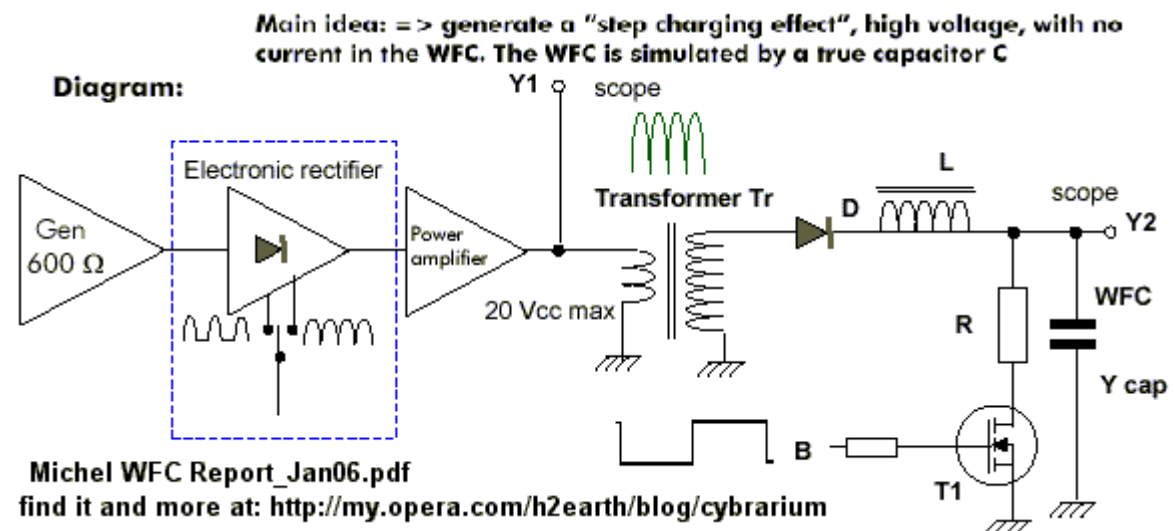 Main idea: = > generate a “step charging effect”, high voltage, with no
current in the WFC. The WFC is simulated by a true capacitor C
Diagram:
Y1
scope
Electronic rectifier
L
Transformer Tr
scope
D
Y2
Gen
600 Ω
Power
amplifier
20 Vcc max
WFC
R
Y cap
B
T1
Michel WFC Report_Jan06.pdf
find it and more at: http://my.opera.com/h2earth/blog/cybrarium